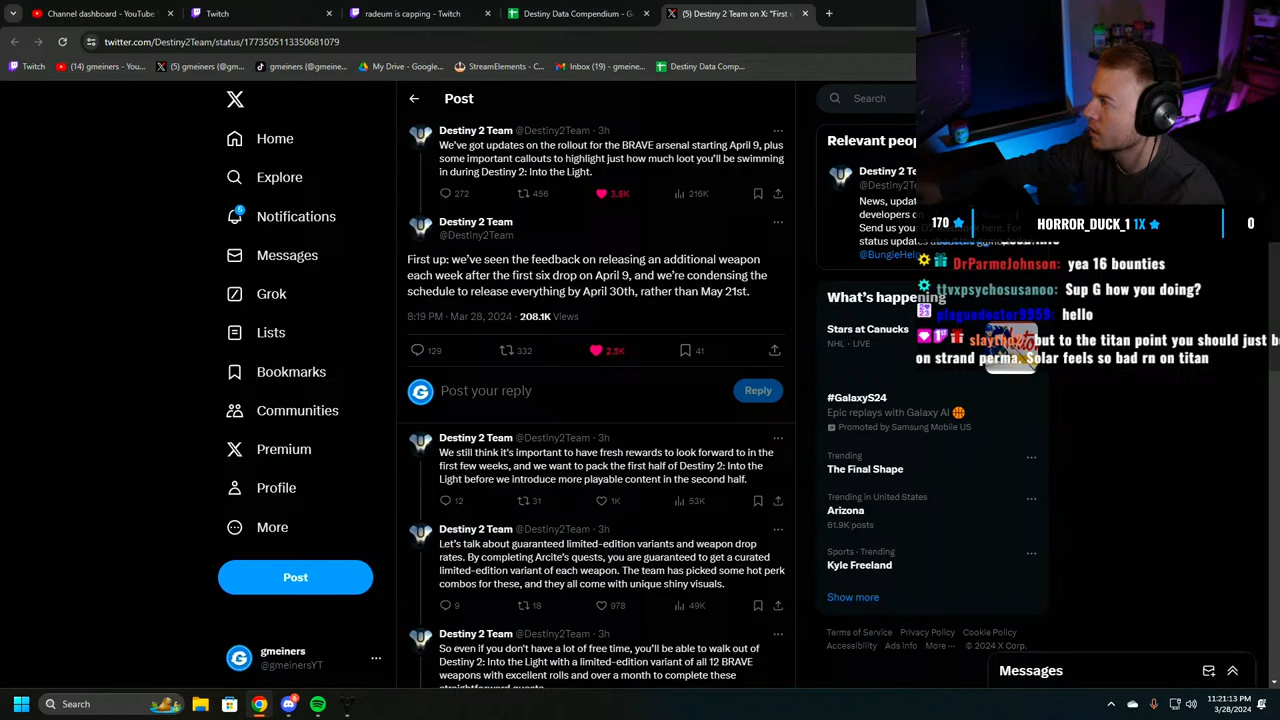 Channel dashboard - YouTube
Twitch
radeum is capping - Twitch
Destiny Data Compendium - G
(5) Destiny 2 Team on X: "First u
twitter.com/Destiny2Team/status/1773505113350681079
Twitch
(14) gmeiners - You...
(5) gmeiners (@gm...
gmeiners (@gmeine...
My Drive - Google...
StreamElements - C...
Inbox (19) - gmeine...
Destiny Data Comp...
Home
Explore
5
Notifications
Messages
Grok
Lists
Bookmarks
Communities
Premium
Profile
More
Post
gmeiners
@gmeinersYT
Post
Destiny 2 Team @Destiny2Team · 3h
We've got updates on the rollout for the BRAVE arsenal starting April 9, plus
some important callouts to highlight just how much loot you'll be swimming
in during Destiny 2: Into the Light.
272 456 3.8K 216K
Destiny 2 Team
@Destiny2Team
First up: we've seen the feedback on releasing an additional weapon
each week after the first six drop on April 9, and we're condensing the
schedule to release everything by April 30th, rather than May 21st.
8:19 PM · Mar 28, 2024 · 208.1K Views
129 332 2.5K 41
Post your reply
Reply
Destiny 2 Team @Destiny2Team · 3h
We still think it's important to have fresh rewards to look forward to in the
first few weeks, and we want to pack the first half of Destiny 2: Into the
Light before we introduce more playable content in the second half.
12 31 1K 53K
Destiny 2 Team @Destiny2Team · 3h
Let's talk about guaranteed limited-edition variants and weapon drop
rates. By completing Arcite's quests, you are guaranteed to get a curated
limited-edition variant of each weapon. The team has picked some hot perk
combos for these, and they all come with unique shiny visuals.
9 18 978 49K
Destiny 2 Team @Destiny2Team · 3h
So even if you don't have a lot of free time, you'll be able to walk out of
Destiny 2: Into the Light with a limited-edition variant of all 12 BRAVE
weapons with excellent rolls and over a month to complete these
straightforward quests.
Search
Relevant peop
Destiny 2 Te
@Destiny2Te
News, updat
developers o
Send us your
status updates
@BungieHelp
170
HORROR_DUCK_1 1X
0
DrParmeJohnson: yea 16 bounties
ttvxpsychosusanoo: Sup G how you doing?
plaguedoctor9959: hello
but to the titan point you should just be
on strand perma. Solar feels so bad rn on titan
What's happening
Stars at Canucks
NHL · LIVE
#GalaxyS24
Epic replays with Galaxy AI
Promoted by Samsung Mobile US
Trending
The Final Shape
Trending in United States
Arizona
61.9K posts
Sports · Trending
Kyle Freeland
Show more
Terms of Service Privacy Policy Cookie Policy
Accessibility Ads info More ··· © 2024 X Corp.
Messages
Search
6
11:21:13 PM
3/28/2024